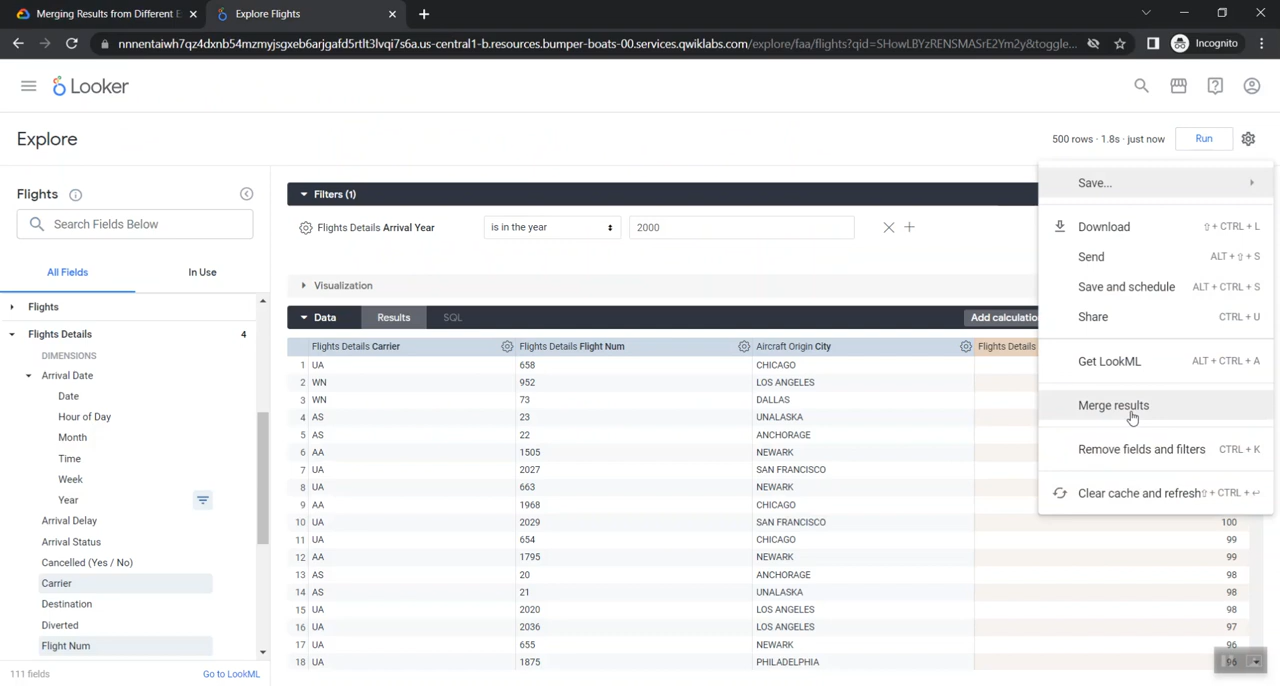 Merging Results from Different E
Explore Flights
nnnentaiwh7qz4dxnb54mzmyjsgxeb6arjgafd5rtlt3lvqi7s6a.us-central1-b.resources.bumper-boats-00.services.qwiklabs.com/explore/faa/flights?qid=SHowLBYzRENSMASrE2Ym2y&toggle...
Incognito
Looker
Explore
500 rows · 1.8s · just now
Run
Flights
Search Fields Below
All Fields
In Use
Flights
Flights Details 4
DIMENSIONS
Arrival Date
Date
Hour of Day
Month
Time
Week
Year
Arrival Delay
Arrival Status
Cancelled (Yes / No)
Carrier
Destination
Diverted
Flight Num
111 fields
Go to LookML
Filters (1)
Flights Details Arrival Year
is in the year
2000
Visualization
Data
Results
SQL
Add calculatio
Flights Details Carrier Flights Details Flight Num Aircraft Origin City Flights Details
1 UA 658 CHICAGO
2 WN 952 LOS ANGELES
3 WN 73 DALLAS
4 AS 23 UNALASKA
5 AS 22 ANCHORAGE
6 AA 1505 NEWARK
7 UA 2027 SAN FRANCISCO
8 UA 663 NEWARK
9 AA 1968 CHICAGO
10 UA 2029 SAN FRANCISCO 100
11 UA 654 CHICAGO 99
12 AA 1795 NEWARK 99
13 AS 20 ANCHORAGE 98
14 AS 21 UNALASKA 98
15 UA 2020 LOS ANGELES 98
16 UA 2036 LOS ANGELES 97
17 UA 655 NEWARK 96
18 UA 1875 PHILADELPHIA 96
Save...
Download ⇧+ CTRL + L
Send ALT + ⇧ + S
Save and schedule ALT + CTRL + S
Share CTRL + U
Get LookML ALT + CTRL + A
Merge results
Remove fields and filters CTRL + K
Clear cache and refresh ⇧ + CTRL + ↩